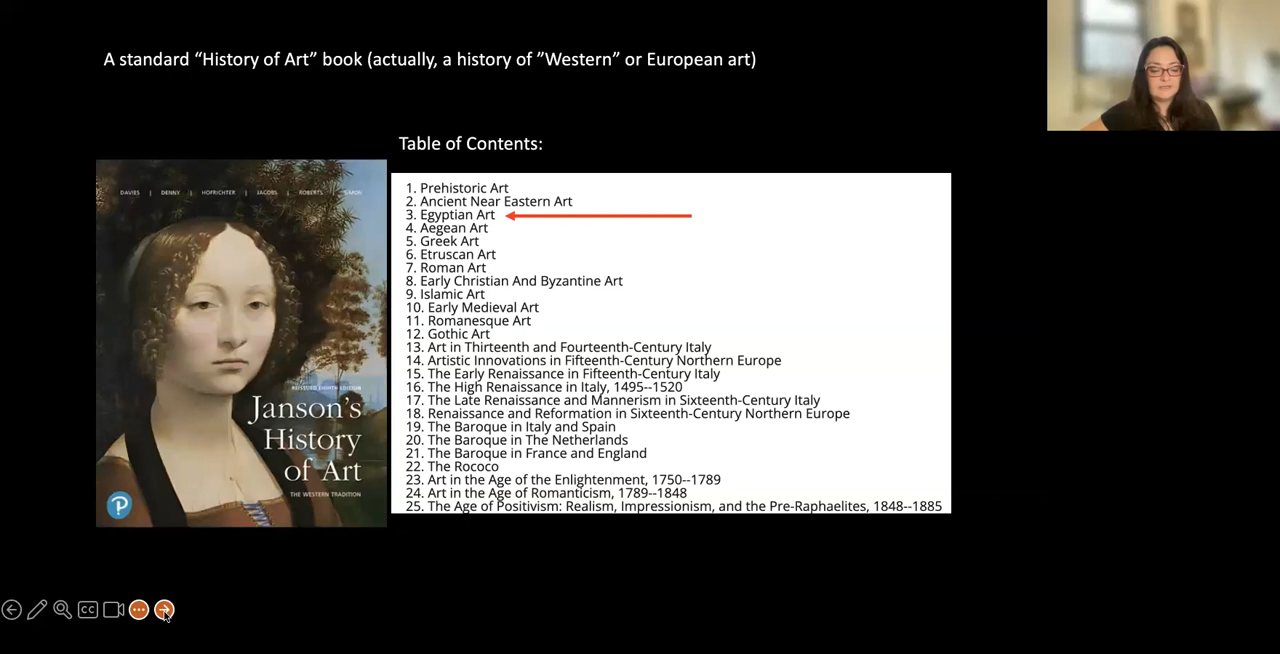 A standard “History of Art” book (actually, a history of ”Western” or European art)
Table of Contents:
DAVIES | DENNY | HOFRICHTER | JACOBS | ROBERTS | SIMON
REVISED EIGHTH EDITION
Janson's
History
of Art
THE WESTERN TRADITION
P
1. Prehistoric Art
2. Ancient Near Eastern Art
3. Egyptian Art
4. Aegean Art
5. Greek Art
6. Etruscan Art
7. Roman Art
8. Early Christian And Byzantine Art
9. Islamic Art
10. Early Medieval Art
11. Romanesque Art
12. Gothic Art
13. Art in Thirteenth and Fourteenth-Century Italy
14. Artistic Innovations in Fifteenth-Century Northern Europe
15. The Early Renaissance in Fifteenth-Century Italy
16. The High Renaissance in Italy, 1495--1520
17. The Late Renaissance and Mannerism in Sixteenth-Century Italy
18. Renaissance and Reformation in Sixteenth-Century Northern Europe
19. The Baroque in Italy and Spain
20. The Baroque in The Netherlands
21. The Baroque in France and England
22. The Rococo
23. Art in the Age of the Enlightenment, 1750--1789
24. Art in the Age of Romanticism, 1789--1848
25. The Age of Positivism: Realism, Impressionism, and the Pre-Raphaelites, 1848--1885
CC